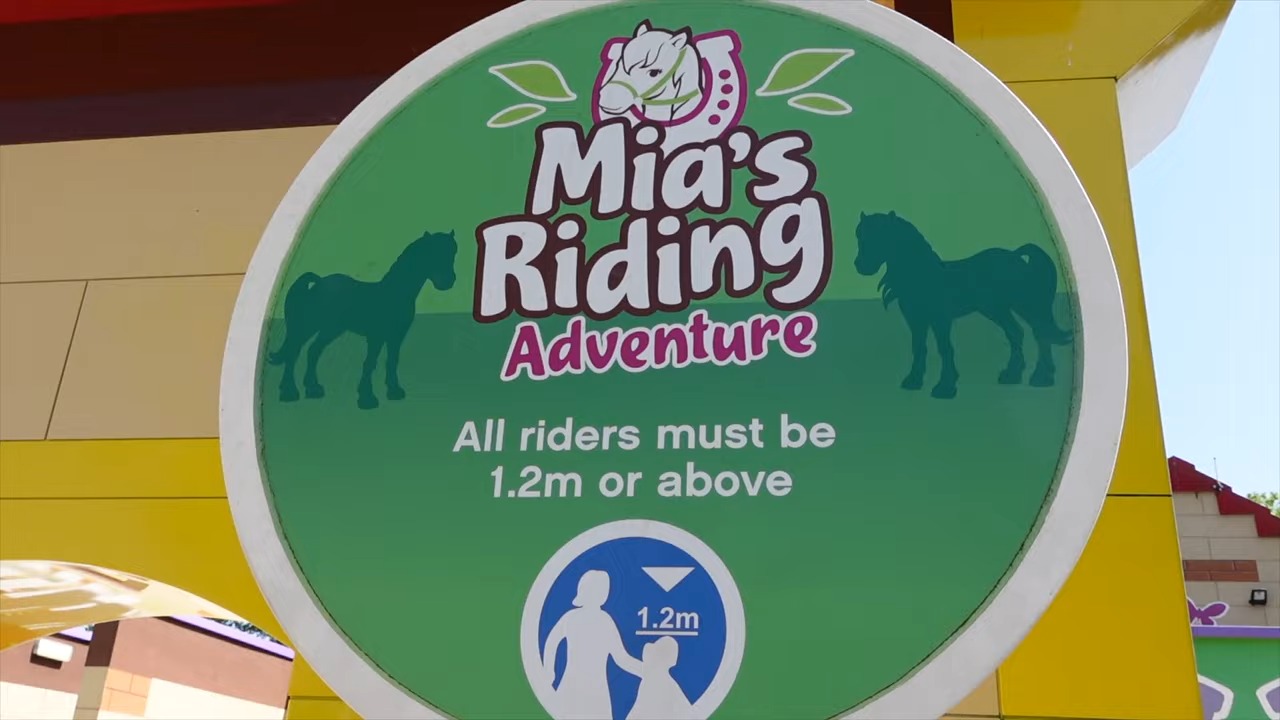 Mia's
Riding
Adventure
All riders must be
1.2m or above
1.2m